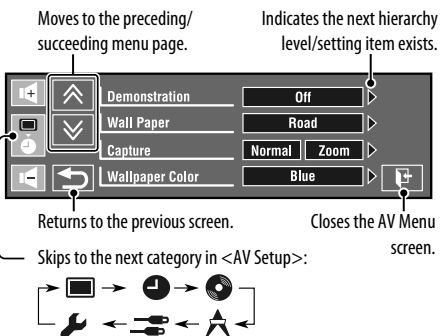 Moves to the preceding/
succeeding menu page.
Indicates the next hierarchy
level/setting item exists.
Demonstration Off
Wall Paper Road
Capture Normal Zoom
Wallpaper Color Blue
Returns to the previous screen.
Closes the AV Menu
screen.
Skips to the next category in <AV Setup>: